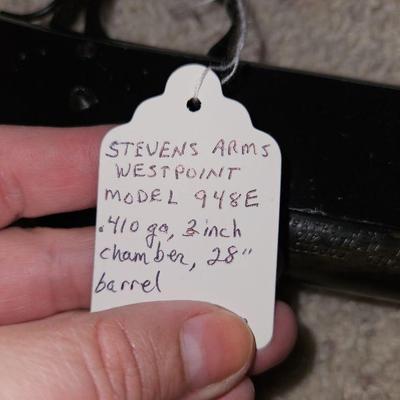 STEVENS ARMS
WESTPOINT
MODEL 948E
.410 ga, 3 inch
chamber, 28"
barrel